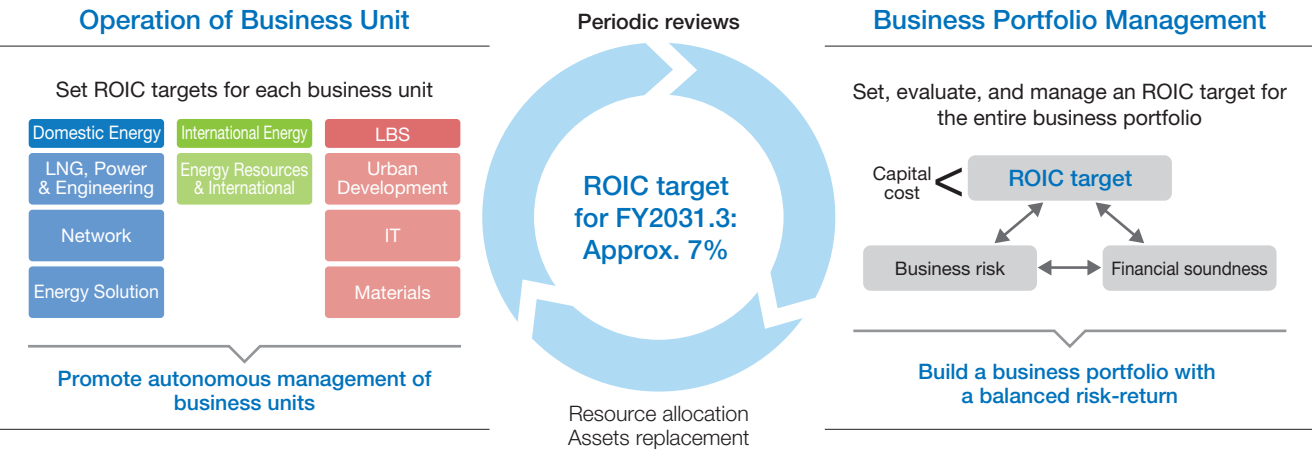 Operation of Business Unit
Set ROIC targets for each business unit
Domestic Energy
LNG, Power
& Engineering
Network
Energy Solution
International Energy
Energy Resources
& International
LBS
Urban
Development
IT
Materials
Promote autonomous management of
business units
Periodic reviews
ROIC target
for FY2031.3:
Approx. 7%
Resource allocation
Assets replacement
Business Portfolio Management
Set, evaluate, and manage an ROIC target for
the entire business portfolio
Capital
cost
<
ROIC target
Business risk
Financial soundness
Build a business portfolio with
a balanced risk-return